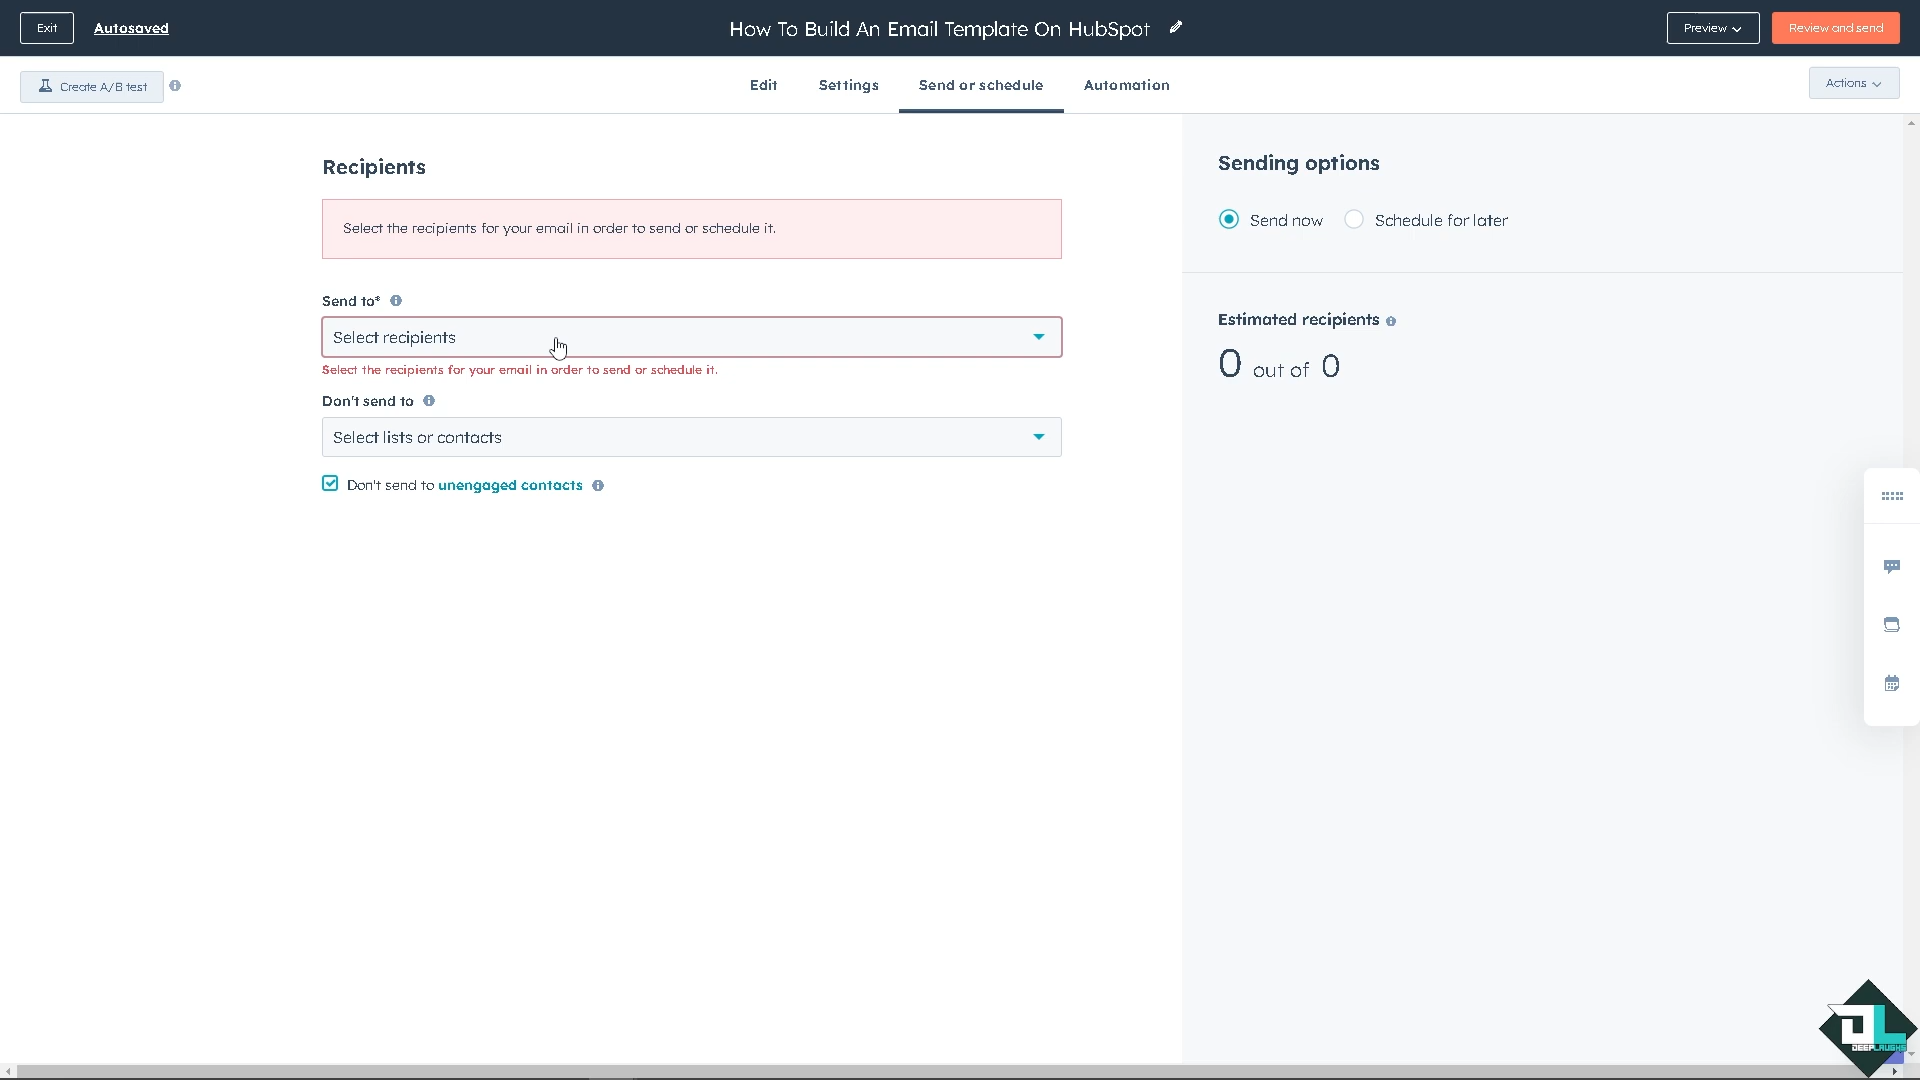 Exit
Autosaved
How To Build An Email Template On HubSpot
Preview
Review and send
Create A/B test
Edit
Settings
Send or schedule
Automation
Actions
Recipients
Select the recipients for your email in order to send or schedule it.
Send to*
Select recipients
Select the recipients for your email in order to send or schedule it.
Don't send to
Select lists or contacts
Don't send to unengaged contacts
Sending options
Send now
Schedule for later
Estimated recipients
0 out of 0
DL
DEEPLAUGHS